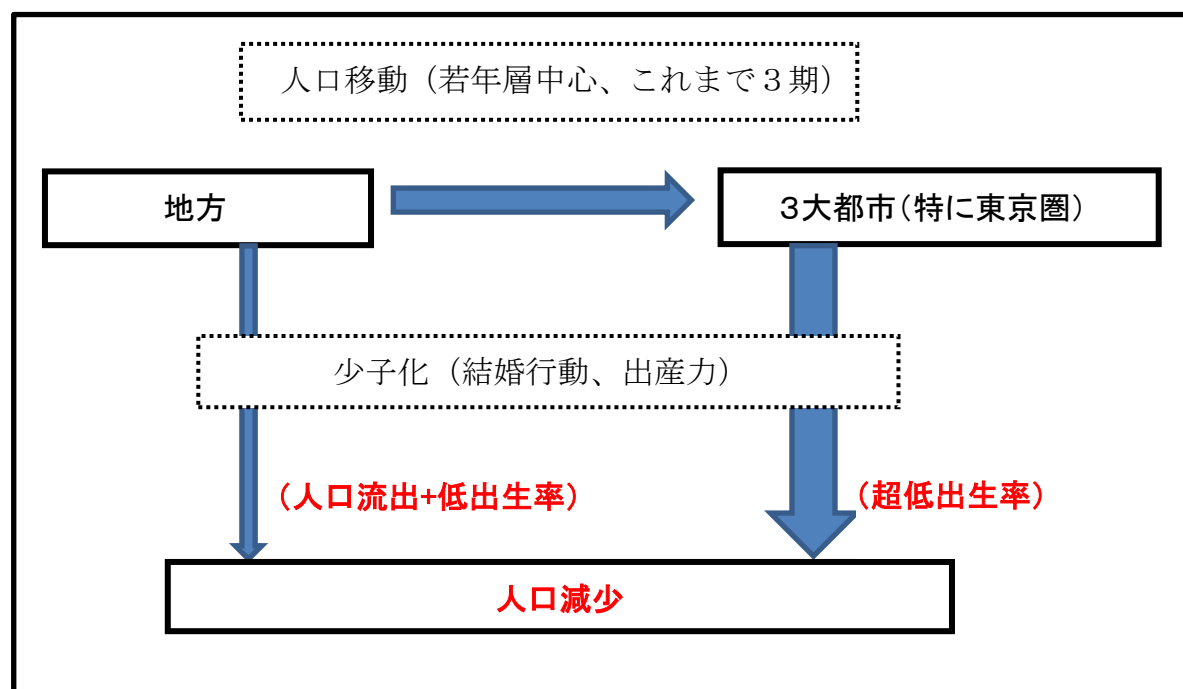 人口移動（若年層中心、これまで３期）
地方
３大都市（特に東京圏）
少子化（結婚行動、出産力）
（人口流出+低出生率）
（超低出生率）
人口減少